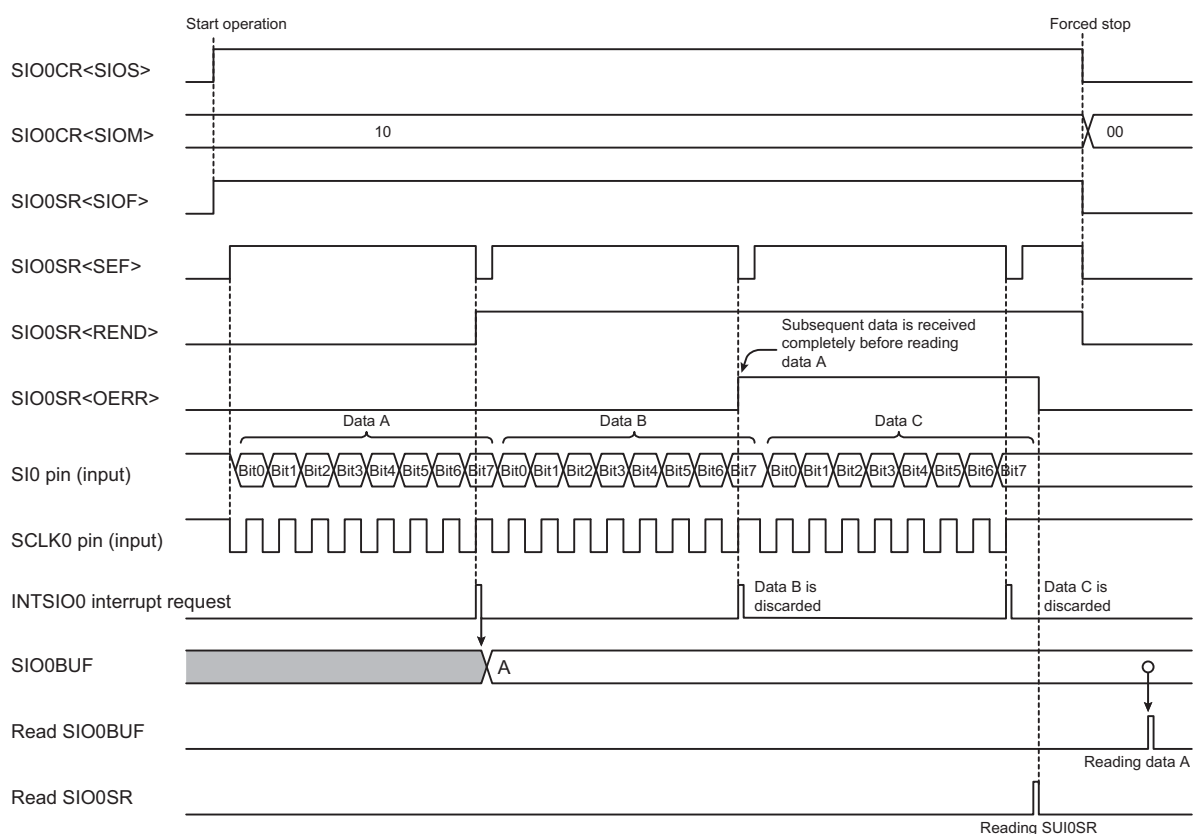 Start operation
Forced stop
SIO0CR<SIOS>
SIO0CR<SIOM>
10
00
SIO0SR<SIOF>
SIO0SR<SEF>
SIO0SR<REND>
Subsequent data is received
completely before reading
data A
SIO0SR<OERR>
Data A
Data B
Data C
SI0 pin (input)
Bit0 Bit1 Bit2 Bit3 Bit4 Bit5 Bit6 Bit7 Bit0 Bit1 Bit2 Bit3 Bit4 Bit5 Bit6 Bit7 Bit0 Bit1 Bit2 Bit3 Bit4 Bit5 Bit6 Bit7
SCLK0 pin (input)
INTSIO0 interrupt request
Data B is
discarded
Data C is
discarded
SIO0BUF
A
Read SIO0BUF
Reading data A
Read SIO0SR
Reading SUI0SR